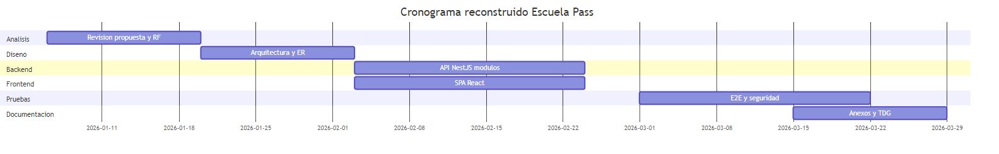 Cronograma reconstruido Escuela Pass
Analisis
Revision propuesta y RF
Diseno
Arquitectura y ER
Backend
API NestJS modulos
Frontend
SPA React
Pruebas
E2E y seguridad
Documentacion
Anexos y TDG
2026-01-11 2026-01-18 2026-01-25 2026-02-01 2026-02-08 2026-02-15 2026-02-22 2026-03-01 2026-03-08 2026-03-15 2026-03-22 2026-03-29